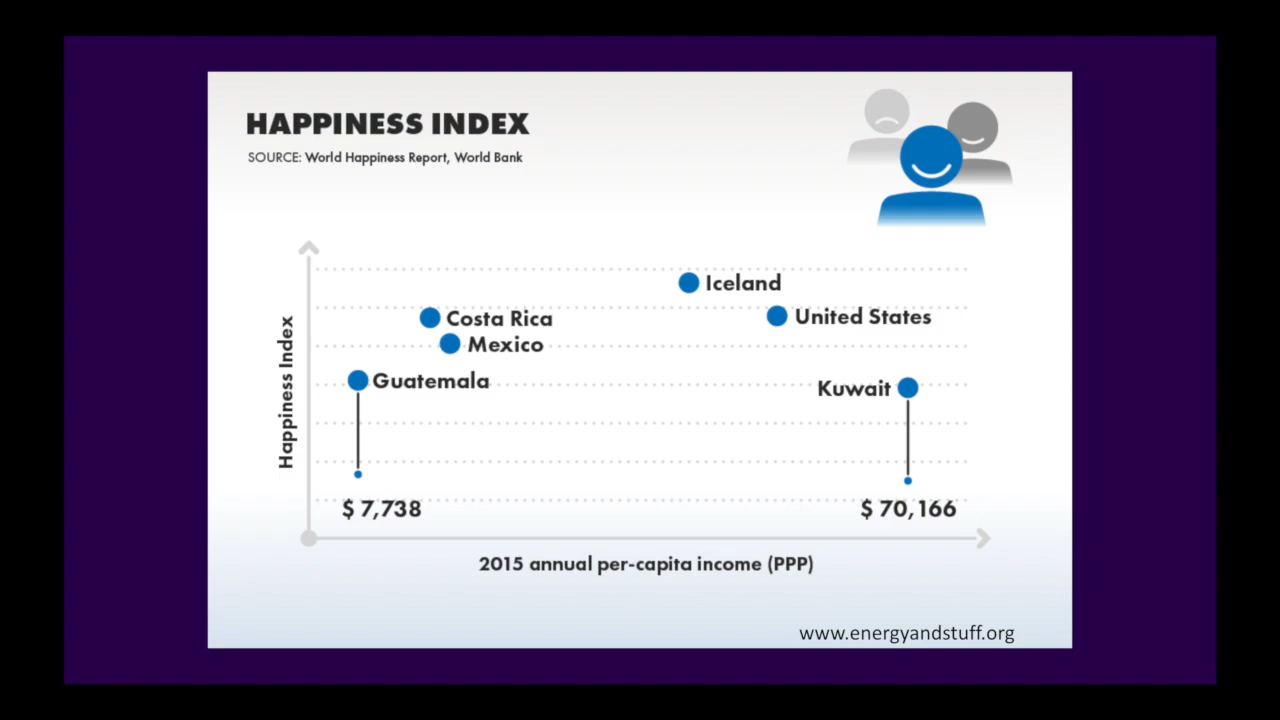 HAPPINESS INDEX
SOURCE: World Happiness Report, World Bank
Iceland
Costa Rica
United States
Mexico
Guatemala
Kuwait
Happiness Index
$ 7,738
$ 70,166
2015 annual per-capita income (PPP)
www.energyandstuff.org